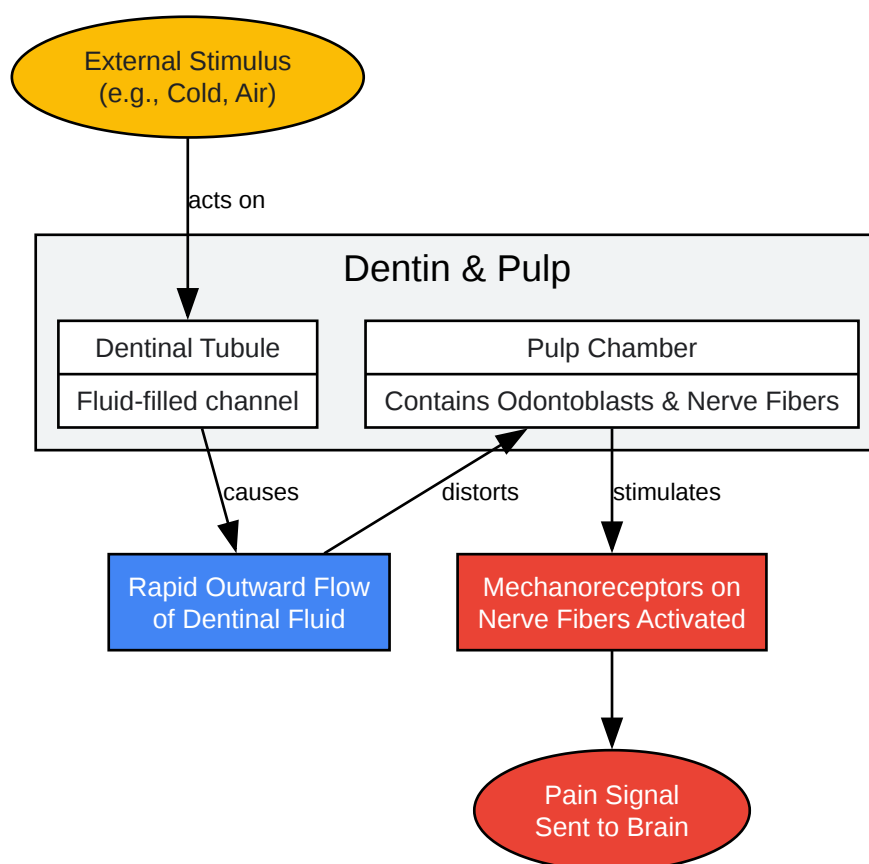 External Stimulus
(e.g., Cold, Air)
acts on
Dentin & Pulp
Dentinal Tubule
Fluid-filled channel
Pulp Chamber
Contains Odontoblasts & Nerve Fibers
causes
distorts
stimulates
Rapid Outward Flow
of Dentinal Fluid
Mechanoreceptors on
Nerve Fibers Activated
Pain Signal
Sent to Brain